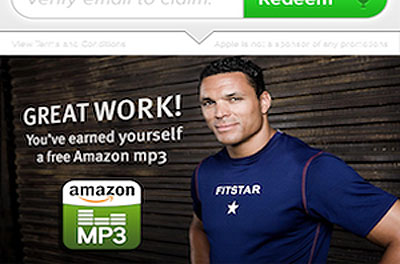 Verify email to claim.
Redeem
View Terms and Conditions
Apple is not a sponsor of any promotions
GREAT WORK!
You've earned yourself
a free Amazon mp3
FITSTAR
amazon
MP3